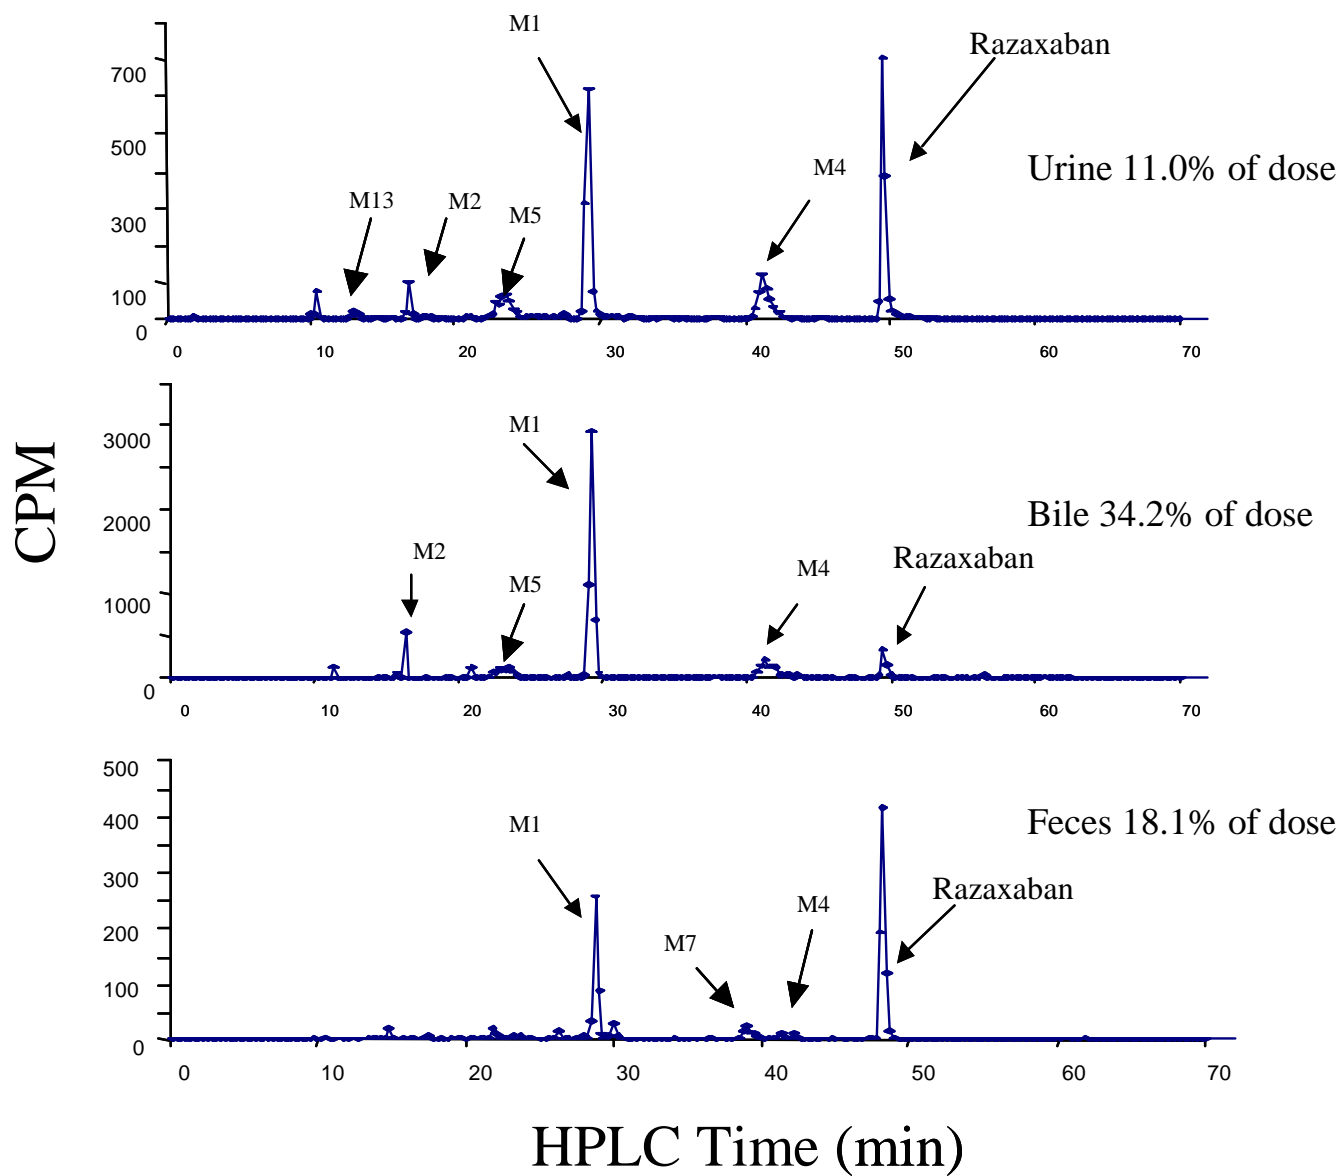 M1
Razaxaban
700
Urine 11.0% of dose
500
M4
M13
M2
M5
300
100
0
0 10 20 30 40 50 60 70
CPM
3000
M1
2000
Bile 34.2% of dose
M2
Razaxaban
M4
M5
1000
0
0 10 20 30 40 50 60 70
500
400
M1
Feces 18.1% of dose
300
Razaxaban
M4
200
M7
100
0
0 10 20 30 40 50 60 70
HPLC Time (min)